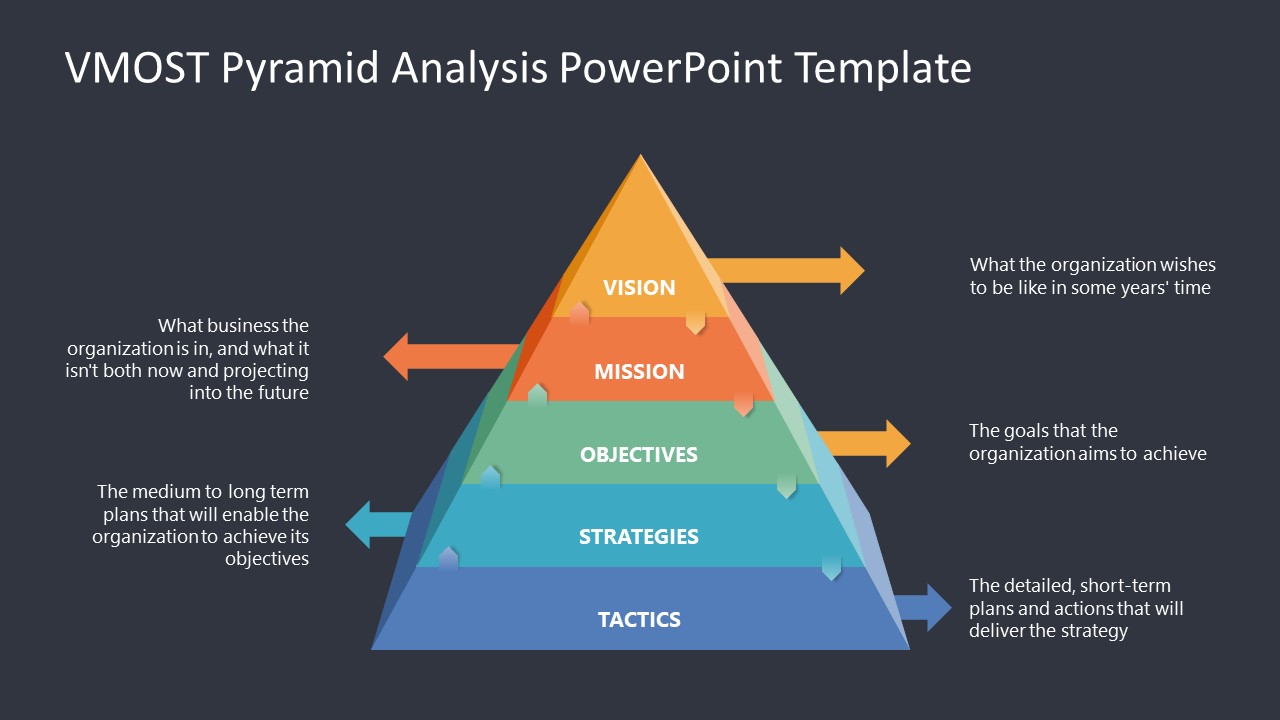 VMOST Pyramid Analysis PowerPoint Template
VISION
What the organization wishes
to be like in some years' time
What business the
organization is in, and what it
isn't both now and projecting
into the future
MISSION
OBJECTIVES
The goals that the
organization aims to achieve
The medium to long term
plans that will enable the
organization to achieve its
objectives
STRATEGIES
TACTICS
The detailed, short-term
plans and actions that will
deliver the strategy